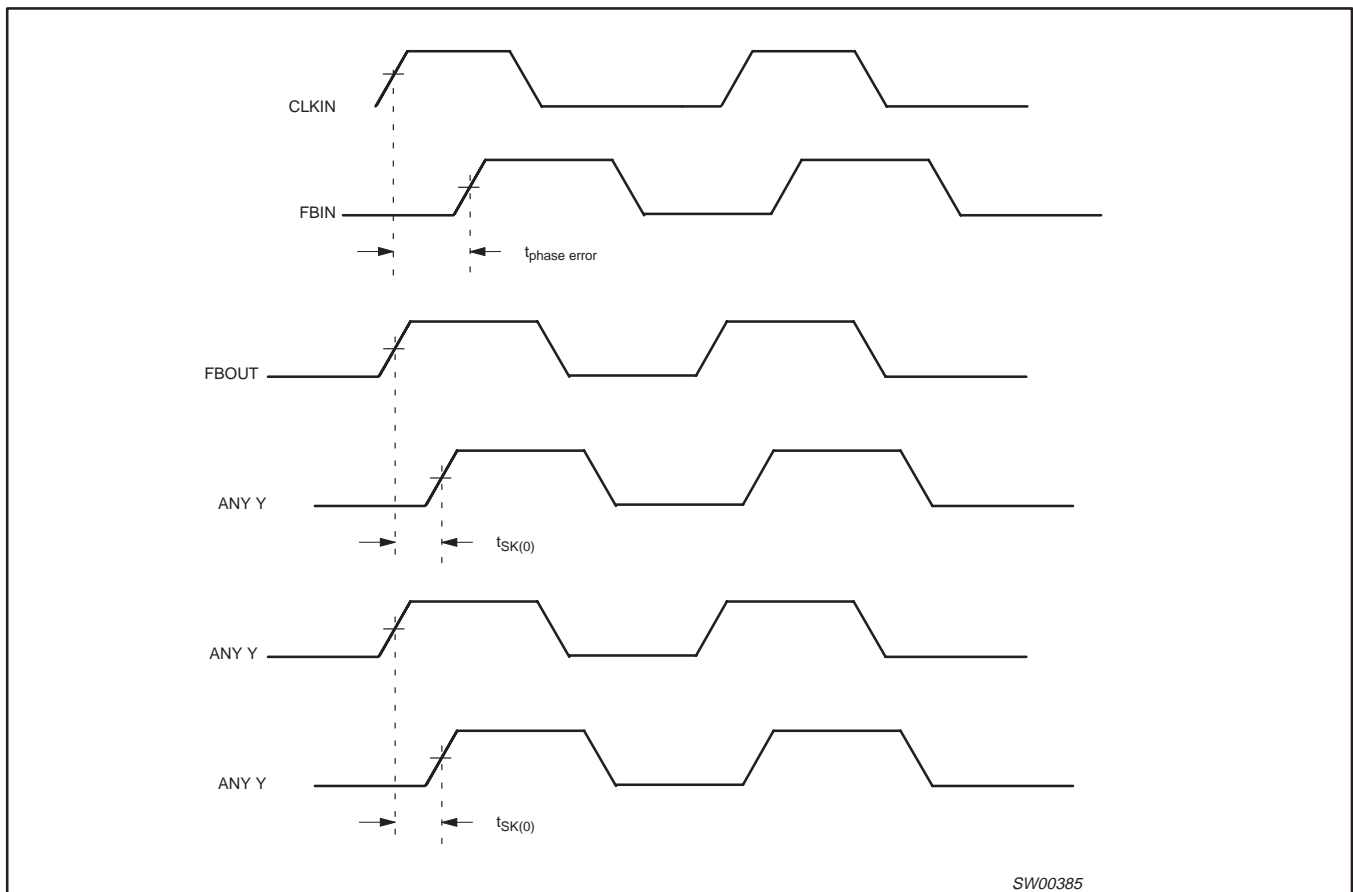 CLKIN
FBIN
tphase error
FBOUT
ANY Y
tSK(0)
ANY Y
ANY Y
tSK(0)
SW00385